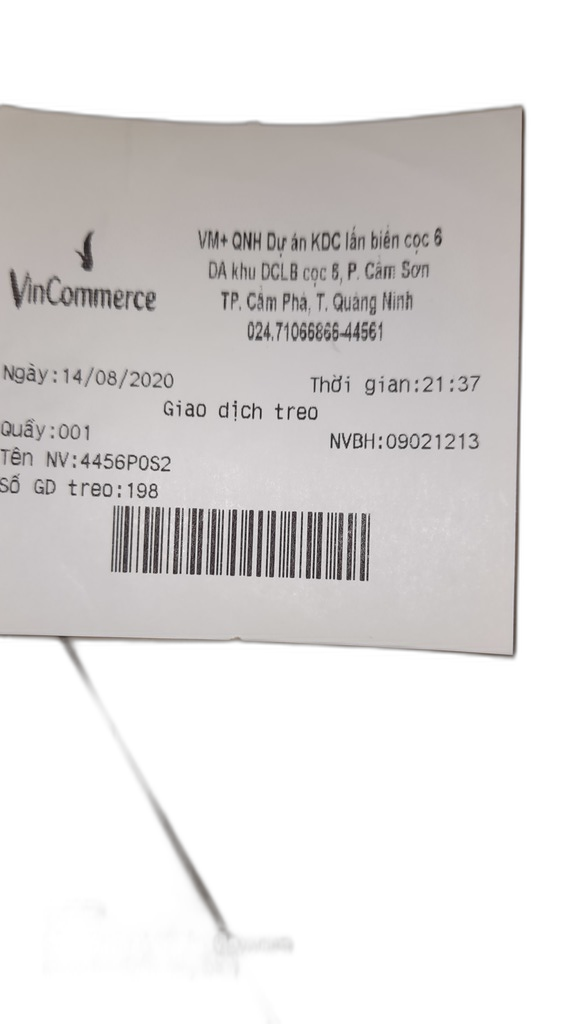 VinCommerce
VM+ QNH Dự án KDC lấn biển cọc 6
DA khu DCLB cọc 6, P. Cẩm Sơn
TP. Cẩm Phả, T. Quảng Ninh
024.71066866-44561
Ngày:14/08/2020 Thời gian:21:37
Giao dịch treo
Quầy:001 NVBH:09021213
Tên NV:4456POS2
Số GD treo:198